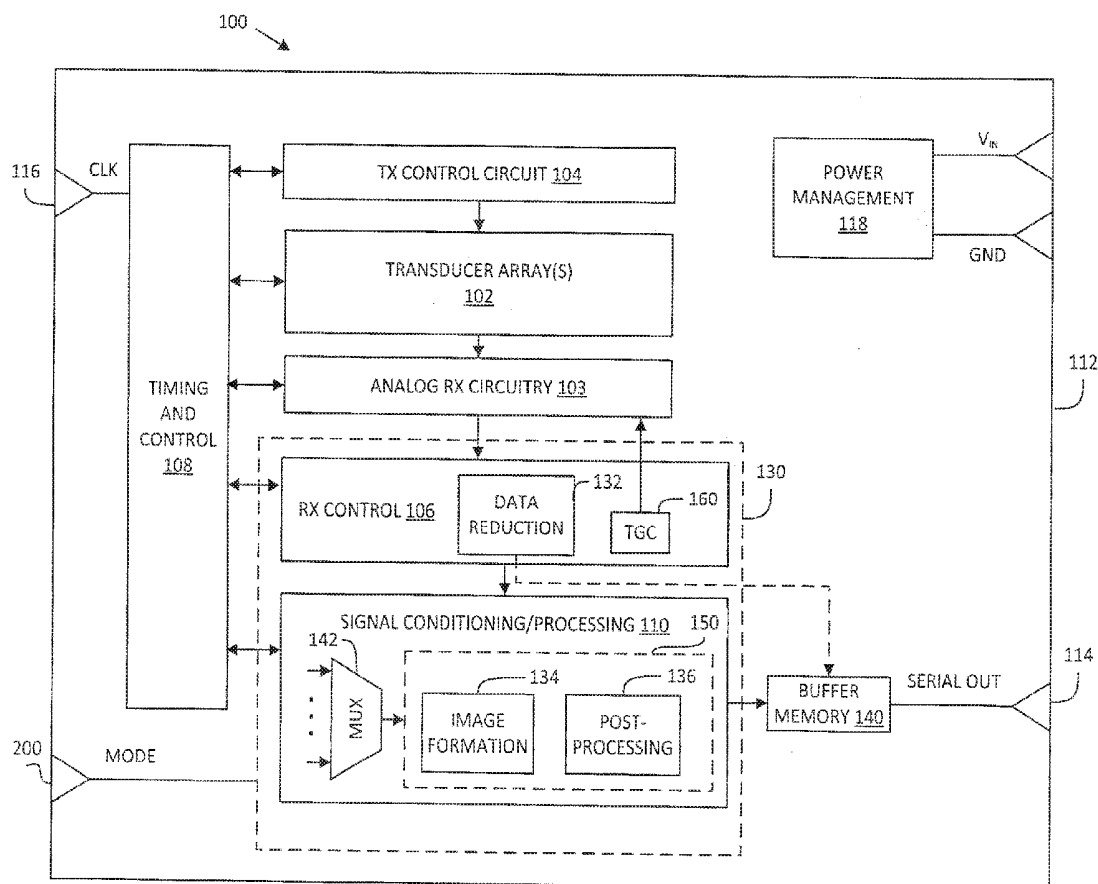 100
116
CLK
TX CONTROL CIRCUIT 104
POWER
MANAGEMENT
118
VIN
GND
TRANSDUCER ARRAY(S)
102
ANALOG RX CIRCUITRY 103
112
TIMING
AND
CONTROL
108
130
RX CONTROL 106
DATA
REDUCTION
132
160
TGC
SIGNAL CONDITIONING/PROCESSING 110
150
142
MUX
134
IMAGE
FORMATION
136
POST-
PROCESSING
BUFFER
MEMORY 140
SERIAL OUT
114
200
MODE